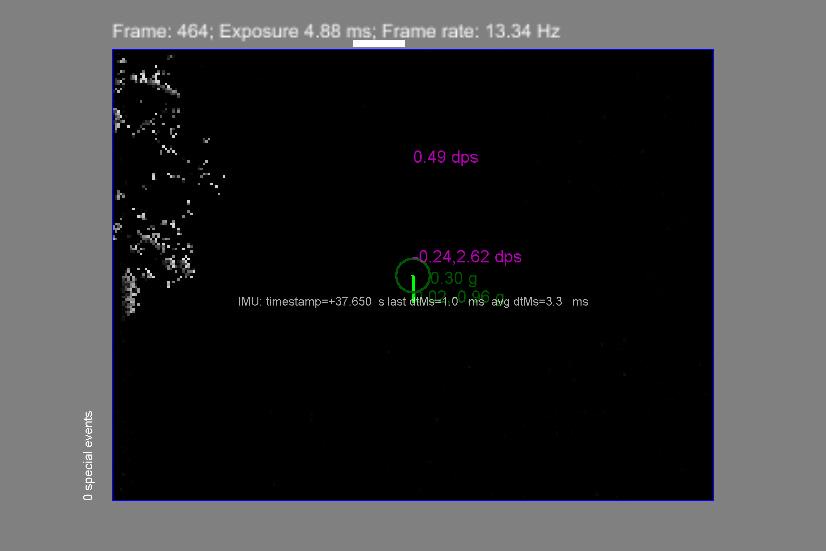 Frame: 464; Exposure 4.88 ms; Frame rate: 13.34 Hz
0.49 dps
-0.24,2.62 dps
0.30 g
0.96 g
IMU: timestamp=+37.650 s last dtMs=1.0 ms avg dtMs=3.3 ms
0 special events